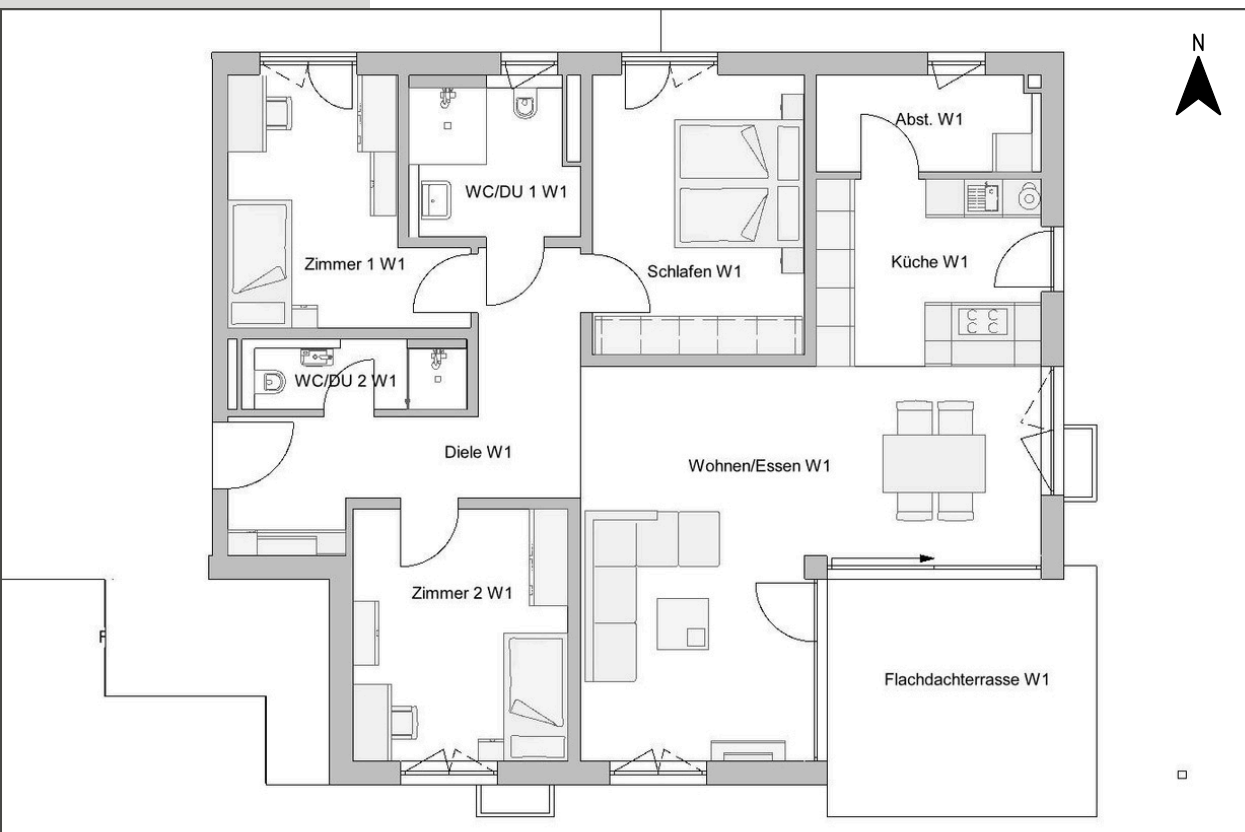 N
Abst. W1
WC/DU 1 W1
Küche W1
Zimmer 1 W1
Schlafen W1
WC/DU 2 W1
Diele W1
Wohnen/Essen W1
Zimmer 2 W1
F
Flachdachterrasse W1